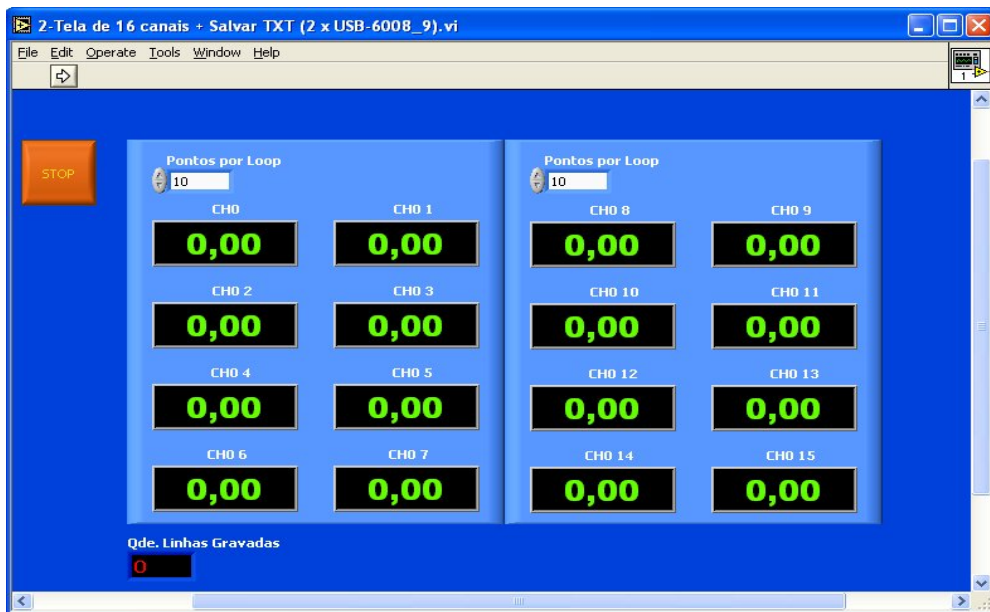 2-Tela de 16 canais + Salvar TXT (2 x USB-6008_9).vi
File Edit Operate Tools Window Help
1
STOP
Pontos por Loop
10
CH0 CH0 1
0,00 0,00
CH0 2 CH0 3
0,00 0,00
CH0 4 CH0 5
0,00 0,00
CH0 6 CH0 7
0,00 0,00
Pontos por Loop
10
CH0 8 CH0 9
0,00 0,00
CH0 10 CH0 11
0,00 0,00
CH0 12 CH0 13
0,00 0,00
CH0 14 CH0 15
0,00 0,00
Qde. Linhas Gravadas
0